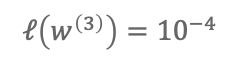 ℓ(w⁽³⁾) = 10⁻⁴